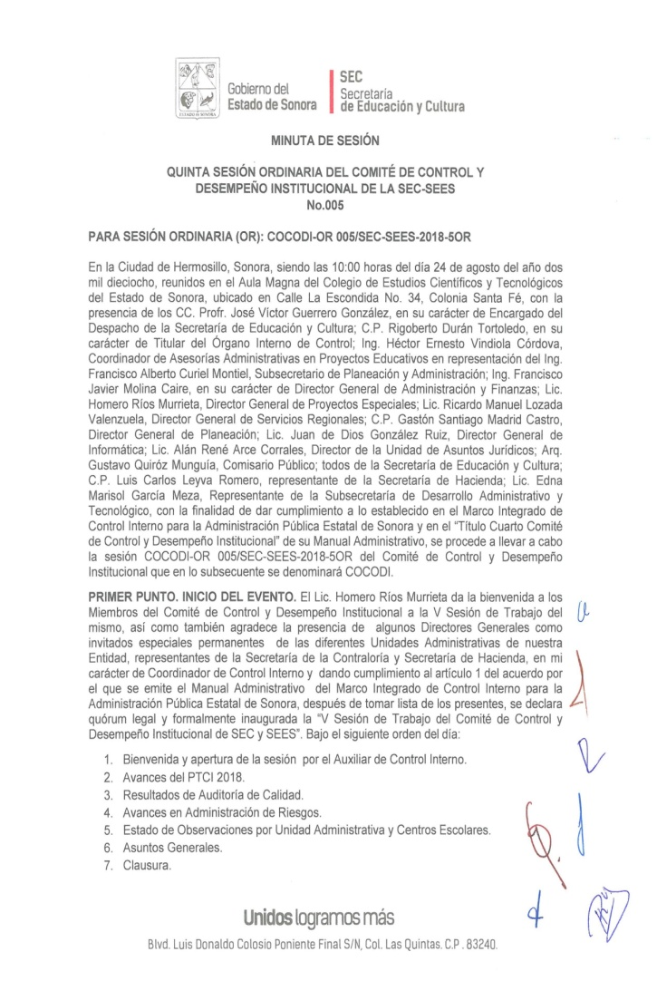 ESTADO DE SONORA
Gobierno del
Estado de Sonora
SEC
Secretaría
de Educación y Cultura
MINUTA DE SESIÓN
QUINTA SESIÓN ORDINARIA DEL COMITÉ DE CONTROL Y
DESEMPEÑO INSTITUCIONAL DE LA SEC-SEES
No.005
PARA SESIÓN ORDINARIA (OR): COCODI-OR 005/SEC-SEES-2018-5OR
En la Ciudad de Hermosillo, Sonora, siendo las 10:00 horas del día 24 de agosto del año dos
mil dieciocho, reunidos en el Aula Magna del Colegio de Estudios Científicos y Tecnológicos
del Estado de Sonora, ubicado en Calle La Escondida No. 34, Colonia Santa Fé, con la
presencia de los CC. Profr. José Víctor Guerrero González, en su carácter de Encargado del
Despacho de la Secretaría de Educación y Cultura; C.P. Rigoberto Durán Tortoledo, en su
carácter de Titular del Órgano Interno de Control; Ing. Héctor Ernesto Vindiola Córdova,
Coordinador de Asesorías Administrativas en Proyectos Educativos en representación del Ing.
Francisco Alberto Curiel Montiel, Subsecretario de Planeación y Administración; Ing. Francisco
Javier Molina Caire, en su carácter de Director General de Administración y Finanzas; Lic.
Homero Ríos Murrieta, Director General de Proyectos Especiales; Lic. Ricardo Manuel Lozada
Valenzuela, Director General de Servicios Regionales; C.P. Gastón Santiago Madrid Castro,
Director General de Planeación; Lic. Juan de Dios González Ruiz, Director General de
Informática; Lic. Alán René Arce Corrales, Director de la Unidad de Asuntos Jurídicos; Arq.
Gustavo Quiróz Munguía, Comisario Público; todos de la Secretaría de Educación y Cultura;
C.P. Luis Carlos Leyva Romero, representante de la Secretaría de Hacienda; Lic. Edna
Marisol García Meza, Representante de la Subsecretaría de Desarrollo Administrativo y
Tecnológico, con la finalidad de dar cumplimiento a lo establecido en el Marco Integrado de
Control Interno para la Administración Pública Estatal de Sonora y en el "Título Cuarto Comité
de Control y Desempeño Institucional" de su Manual Administrativo, se procede a llevar a cabo
la sesión COCODI-OR 005/SEC-SEES-2018-5OR del Comité de Control y Desempeño
Institucional que en lo subsecuente se denominará COCODI.
PRIMER PUNTO. INICIO DEL EVENTO. El Lic. Homero Ríos Murrieta da la bienvenida a los
Miembros del Comité de Control y Desempeño Institucional a la V Sesión de Trabajo del
mismo, así como también agradece la presencia de algunos Directores Generales como
invitados especiales permanentes de las diferentes Unidades Administrativas de nuestra
Entidad, representantes de la Secretaría de la Contraloría y Secretaría de Hacienda, en mi
carácter de Coordinador de Control Interno y dando cumplimiento al artículo 1 del acuerdo por
el que se emite el Manual Administrativo del Marco Integrado de Control Interno para la
Administración Pública Estatal de Sonora, después de tomar lista de los presentes, se declara
quórum legal y formalmente inaugurada la "V Sesión de Trabajo del Comité de Control y
Desempeño Institucional de SEC y SEES". Bajo el siguiente orden del día:
1. Bienvenida y apertura de la sesión por el Auxiliar de Control Interno.
2. Avances del PTCI 2018.
3. Resultados de Auditoría de Calidad.
4. Avances en Administración de Riesgos.
5. Estado de Observaciones por Unidad Administrativa y Centros Escolares.
6. Asuntos Generales.
7. Clausura.
Unidos logramos más
Blvd. Luis Donaldo Colosio Poniente Final S/N, Col. Las Quintas. C.P. 83240.